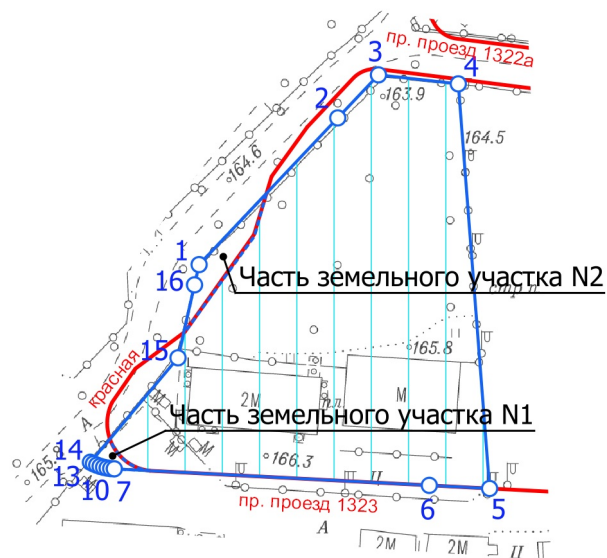 пр. проезд 1322а
3
4
163.9
2
164.5
164.6
1
Часть земельного участка N2
16
165.8
15
красная
2М
М
пл.
Часть земельного участка N1
М
М
А
14
166.3
Ц
13
10
7
6
5
пр. проезд 1323
А
2М
2М